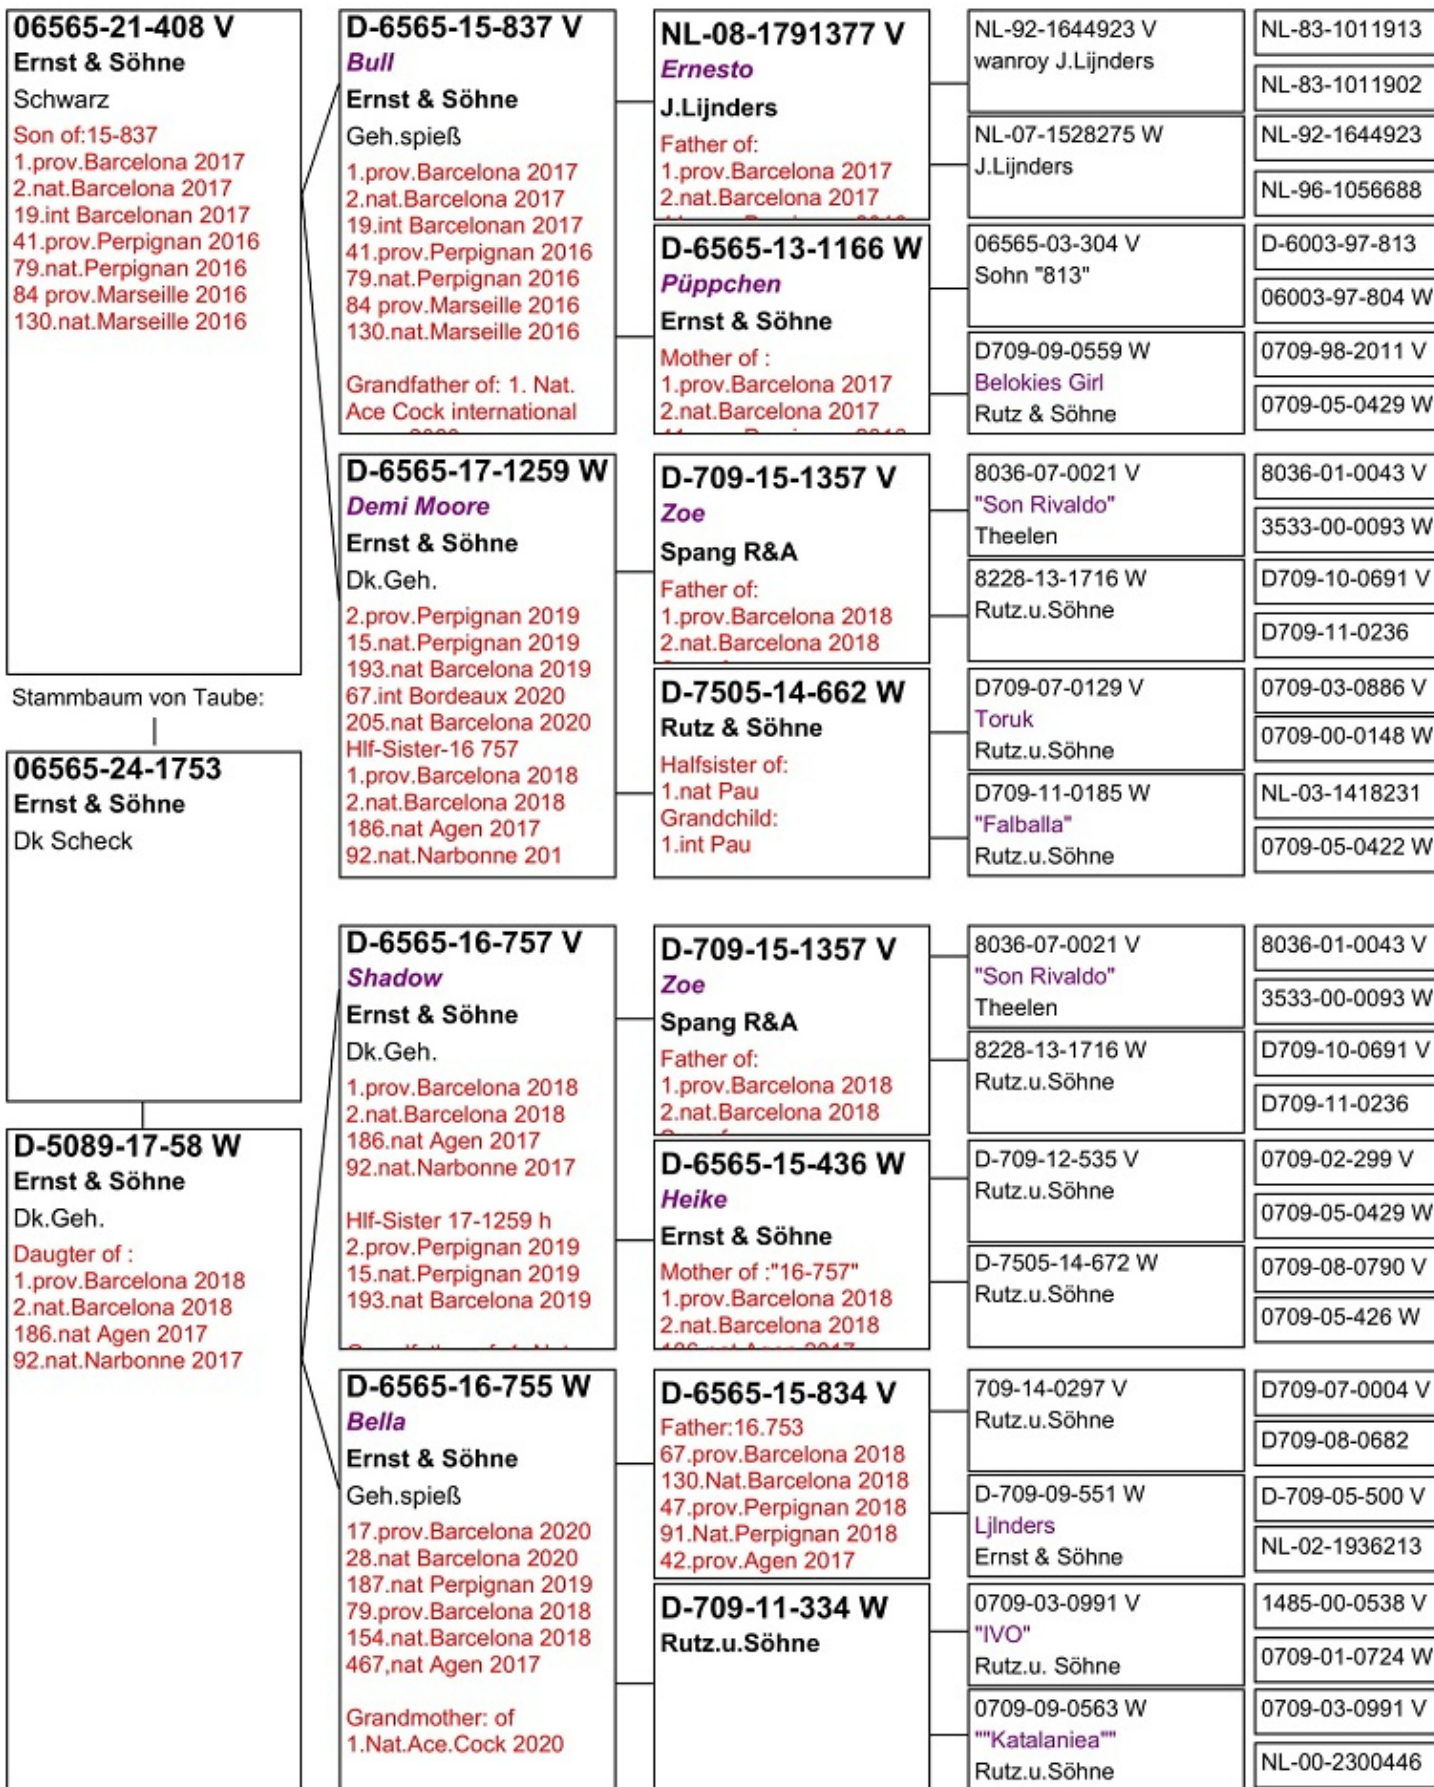 06565-21-408 V
Ernst & Söhne
Schwarz
Son of:15-837
1.prov.Barcelona 2017
2.nat.Barcelona 2017
19.int Barcelonan 2017
41.prov.Perpignan 2016
79.nat.Perpignan 2016
84 prov.Marseille 2016
130.nat.Marseille 2016
Stammbaum von Taube:
06565-24-1753
Ernst & Söhne
Dk Scheck
D-5089-17-58 W
Ernst & Söhne
Dk.Geh.
Daugter of :
1.prov.Barcelona 2018
2.nat.Barcelona 2018
186.nat Agen 2017
92.nat.Narbonne 2017
D-6565-15-837 V
Bull
Ernst & Söhne
Geh.spieß
1.prov.Barcelona 2017
2.nat.Barcelona 2017
19.int Barcelonan 2017
41.prov.Perpignan 2016
79.nat.Perpignan 2016
84 prov.Marseille 2016
130.nat.Marseille 2016
Grandfather of: 1. Nat.
Ace Cock international
D-6565-17-1259 W
Demi Moore
Ernst & Söhne
Dk.Geh.
2.prov.Perpignan 2019
15.nat.Perpignan 2019
193.nat Barcelona 2019
67.int Bordeaux 2020
205.nat Barcelona 2020
Hlf-Sister-16 757
1.prov.Barcelona 2018
2.nat.Barcelona 2018
186.nat Agen 2017
92.nat.Narbonne 201
D-6565-16-757 V
Shadow
Ernst & Söhne
Dk.Geh.
1.prov.Barcelona 2018
2.nat.Barcelona 2018
186.nat Agen 2017
92.nat.Narbonne 2017
Hlf-Sister 17-1259 h
2.prov.Perpignan 2019
15.nat.Perpignan 2019
193.nat Barcelona 2019
D-6565-16-755 W
Bella
Ernst & Söhne
Geh.spieß
17.prov.Barcelona 2020
28.nat Barcelona 2020
187.nat Perpignan 2019
79.prov.Barcelona 2018
154.nat.Barcelona 2018
467,nat Agen 2017
Grandmother: of
1.Nat.Ace.Cock 2020
NL-08-1791377 V
Ernesto
J.Lijnders
Father of:
1.prov.Barcelona 2017
2.nat.Barcelona 2017
D-6565-13-1166 W
Püppchen
Ernst & Söhne
Mother of :
1.prov.Barcelona 2017
2.nat.Barcelona 2017
D-709-15-1357 V
Zoe
Spang R&A
Father of:
1.prov.Barcelona 2018
2.nat.Barcelona 2018
D-7505-14-662 W
Rutz & Söhne
Halfsister of:
1.nat Pau
Grandchild:
1.int Pau
D-709-15-1357 V
Zoe
Spang R&A
Father of:
1.prov.Barcelona 2018
2.nat.Barcelona 2018
D-6565-15-436 W
Heike
Ernst & Söhne
Mother of :"16-757"
1.prov.Barcelona 2018
2.nat.Barcelona 2018
D-6565-15-834 V
Father:16.753
67.prov.Barcelona 2018
130.Nat.Barcelona 2018
47.prov.Perpignan 2018
91.Nat.Perpignan 2018
42.prov.Agen 2017
D-709-11-334 W
Rutz.u.Söhne
NL-92-1644923 V
wanroy J.Lijnders
NL-07-1528275 W
J.Lijnders
06565-03-304 V
Sohn "813"
D709-09-0559 W
Belokies Girl
Rutz & Söhne
8036-07-0021 V
"Son Rivaldo"
Theelen
8228-13-1716 W
Rutz.u.Söhne
D709-07-0129 V
Toruk
Rutz.u.Söhne
D709-11-0185 W
"Falballa"
Rutz.u.Söhne
8036-07-0021 V
"Son Rivaldo"
Theelen
8228-13-1716 W
Rutz.u.Söhne
D-709-12-535 V
Rutz.u.Söhne
D-7505-14-672 W
Rutz.u.Söhne
709-14-0297 V
Rutz.u.Söhne
D-709-09-551 W
Ljlnders
Ernst & Söhne
0709-03-0991 V
"IVO"
Rutz.u. Söhne
0709-09-0563 W
""Katalaniea""
Rutz.u.Söhne
NL-83-1011913
NL-83-1011902
NL-92-1644923
NL-96-1056688
D-6003-97-813
06003-97-804 W
0709-98-2011 V
0709-05-0429 W
8036-01-0043 V
3533-00-0093 W
D709-10-0691 V
D709-11-0236
0709-03-0886 V
0709-00-0148 W
NL-03-1418231
0709-05-0422 W
8036-01-0043 V
3533-00-0093 W
D709-10-0691 V
D709-11-0236
0709-02-299 V
0709-05-0429 W
0709-08-0790 V
0709-05-426 W
D709-07-0004 V
D709-08-0682
D-709-05-500 V
NL-02-1936213
1485-00-0538 V
0709-01-0724 W
0709-03-0991 V
NL-00-2300446